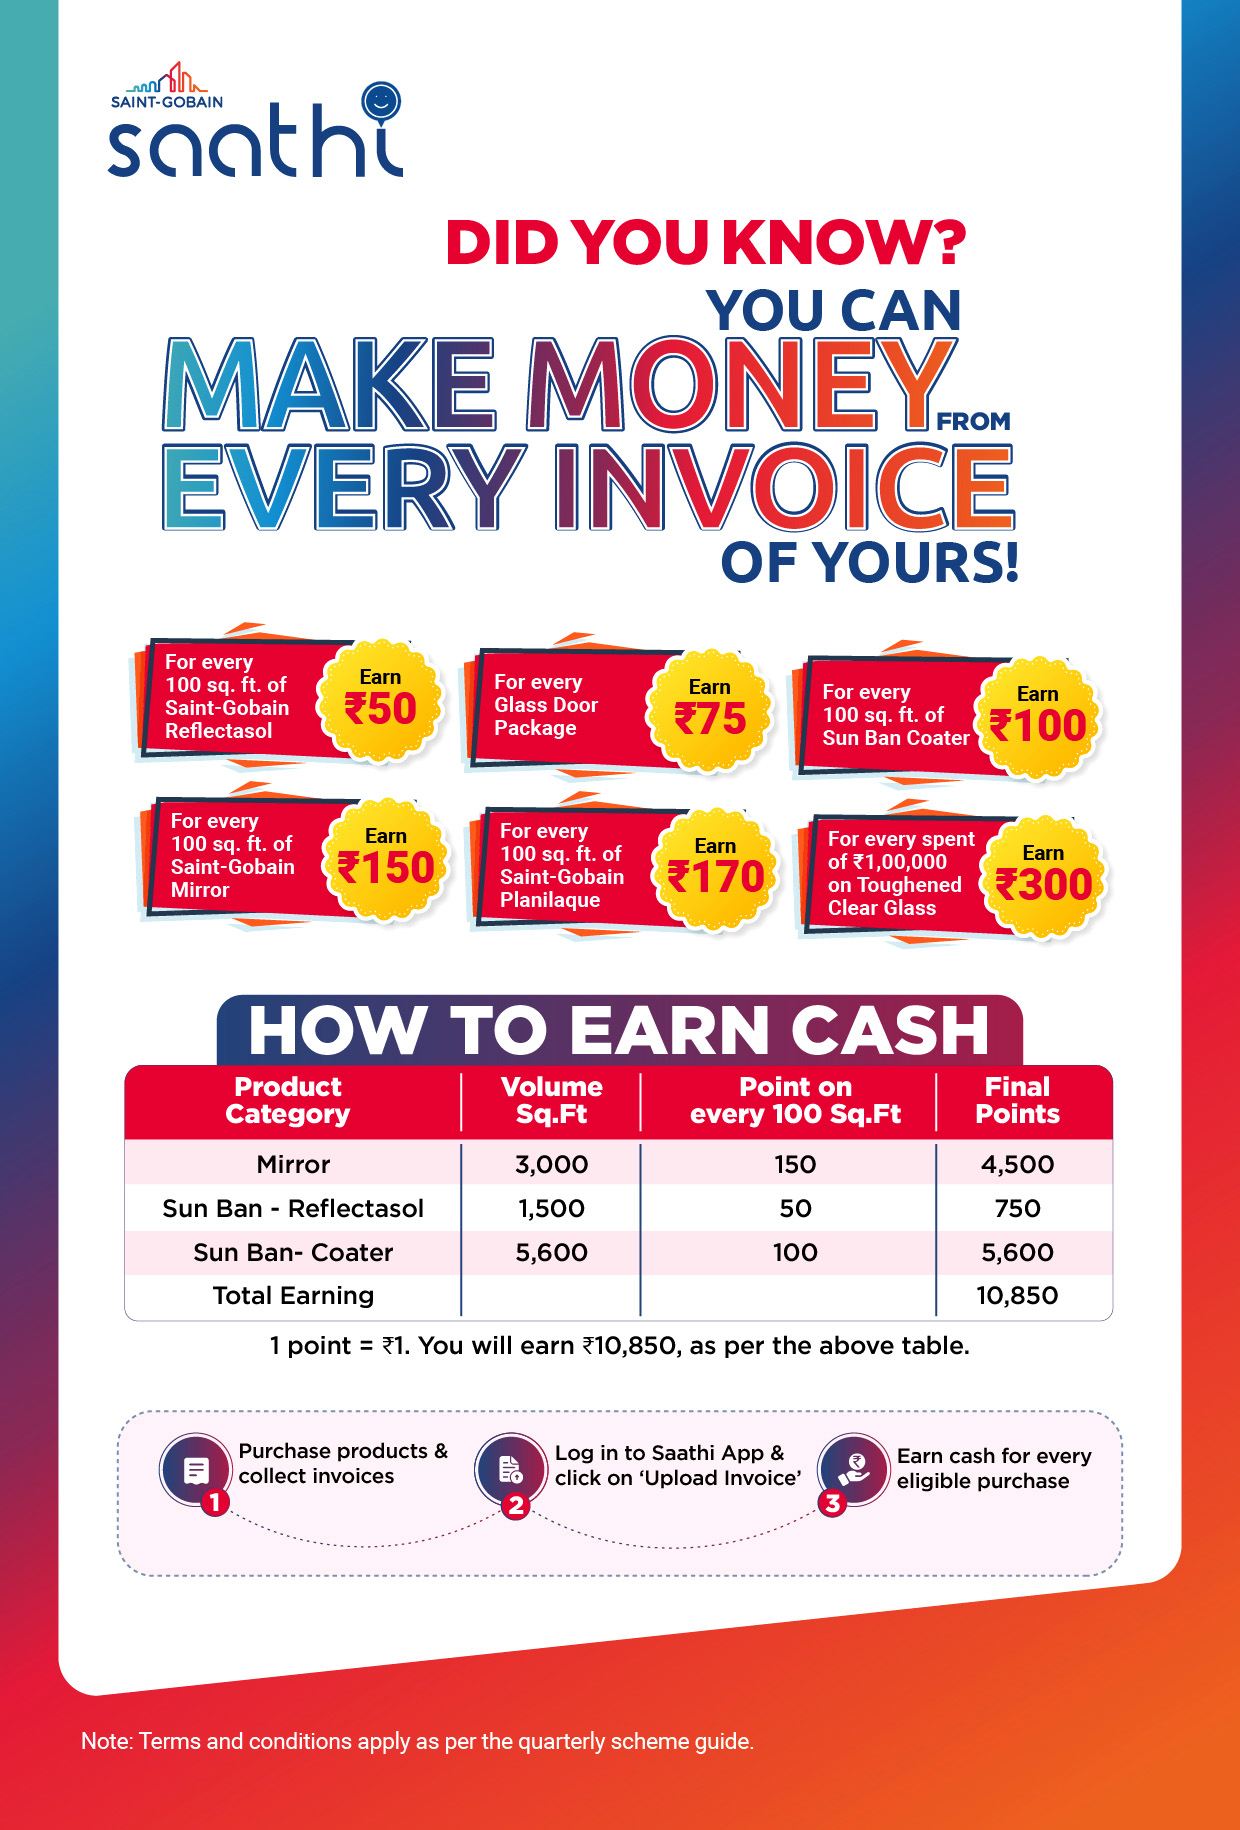 SAINT-GOBAIN
saathi
DID YOU KNOW?
YOU CAN
MAKE MONEY FROM
EVERY INVOICE
OF YOURS!
For every
100 sq. ft. of
Saint-Gobain
Reflectasol
Earn
₹50
For every
Glass Door
Package
Earn
₹75
For every
100 sq. ft. of
Sun Ban Coater
Earn
₹100
For every
100 sq. ft. of
Saint-Gobain
Mirror
Earn
₹150
For every
100 sq. ft. of
Saint-Gobain
Planilaque
Earn
₹170
For every spent
of ₹1,00,000
on Toughened
Clear Glass
Earn
₹300
HOW TO EARN CASH
Product Category | Volume Sq.Ft | Point on every 100 Sq.Ft | Final Points
Mirror 3,000 150 4,500
Sun Ban - Reflectasol 1,500 50 750
Sun Ban- Coater 5,600 100 5,600
Total Earning 10,850
1 point = ₹1. You will earn ₹10,850, as per the above table.
Purchase products &
collect invoices
1
Log in to Saathi App &
click on ‘Upload Invoice’
2
Earn cash for every
eligible purchase
3
Note: Terms and conditions apply as per the quarterly scheme guide.